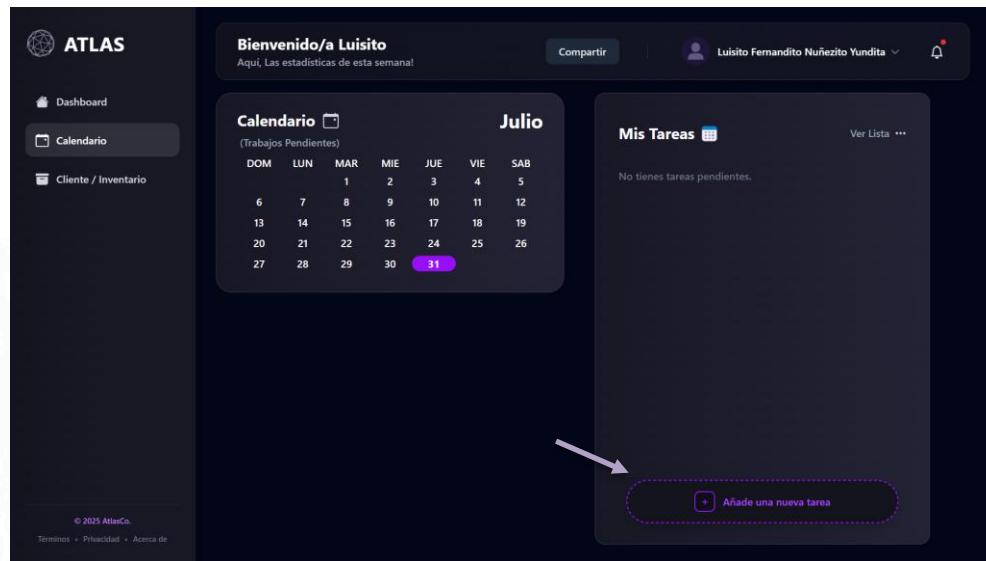 ATLAS
Dashboard
Calendario
Cliente / Inventario
© 2025 AtlasCo.
Términos • Privacidad • Acerca de
Bienvenido/a Luisito
Aquí, Las estadísticas de esta semana!
Compartir
Luisito Fernandito Nuñezito Yundita
Calendario
Julio
(Trabajos Pendientes)
DOM LUN MAR MIE JUE VIE SAB
1 2 3 4 5
6 7 8 9 10 11 12
13 14 15 16 17 18 19
20 21 22 23 24 25 26
27 28 29 30 31
Mis Tareas
Ver Lista ···
No tienes tareas pendientes.
+ Añade una nueva tarea